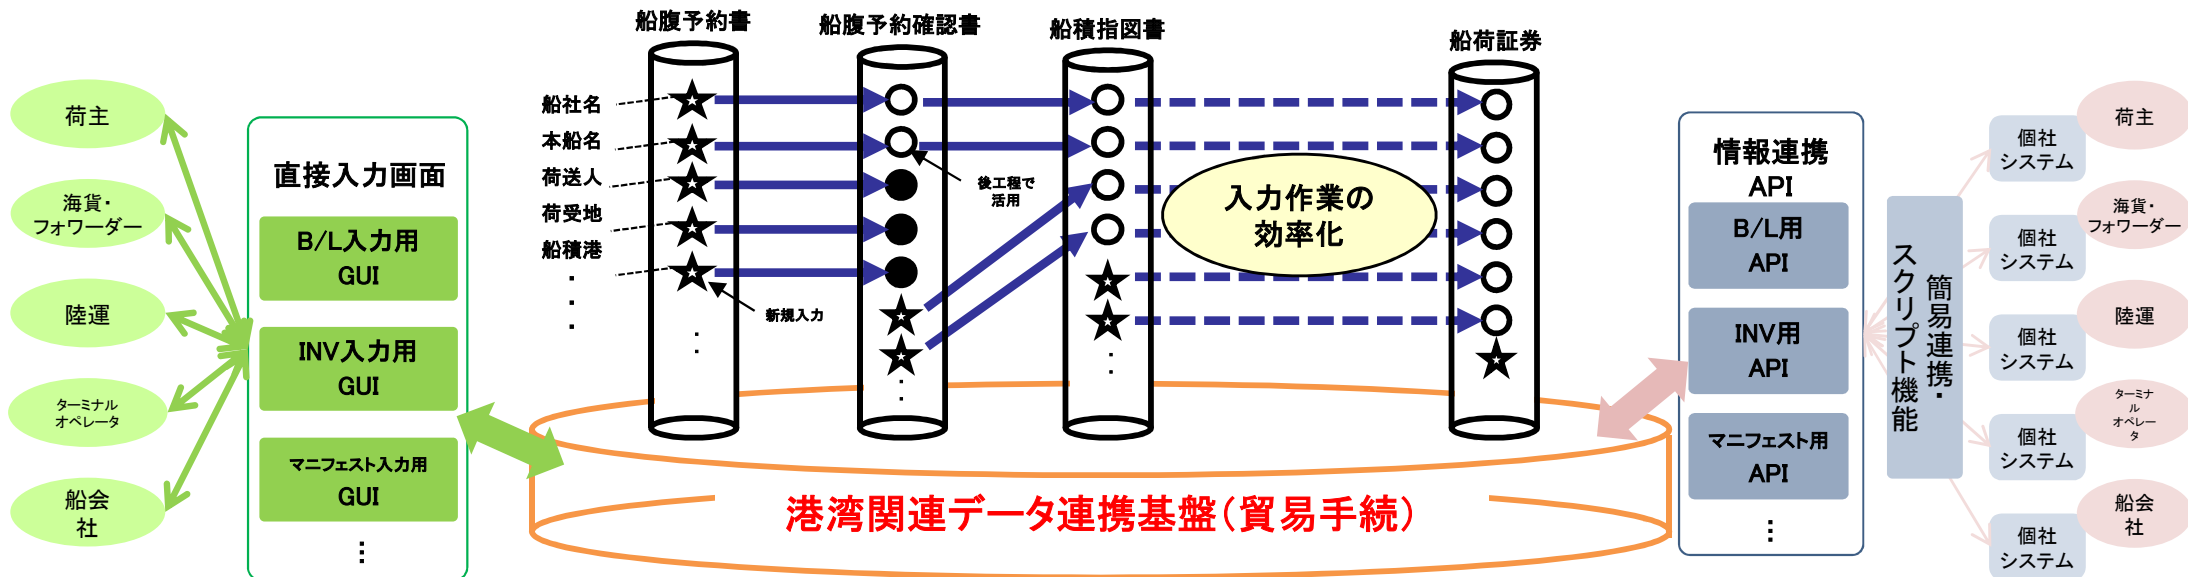 荷主
海貨・
フォワーダー
陸運
ターミナル
オペレータ
船会
社
直接入力画面
B/L入力用
GUI
INV入力用
GUI
マニフェスト入力用
GUI
…
船腹予約書
船腹予約確認書
船積指図書
船荷証券
船社名
本船名
荷送人
荷受地
船積港
・
・
・
新規入力
後工程で
活用
入力作業の
効率化
港湾関連データ連携基盤(貿易手続)
情報連携
API
B/L用
API
INV用
API
マニフェスト用
API
…
簡易連携・
スクリプト機能
個社
システム
荷主
個社
システム
海貨・
フォワーダー
個社
システム
陸運
個社
システム
ターミナ
ル
オペレー
タ
個社
システム
船会
社